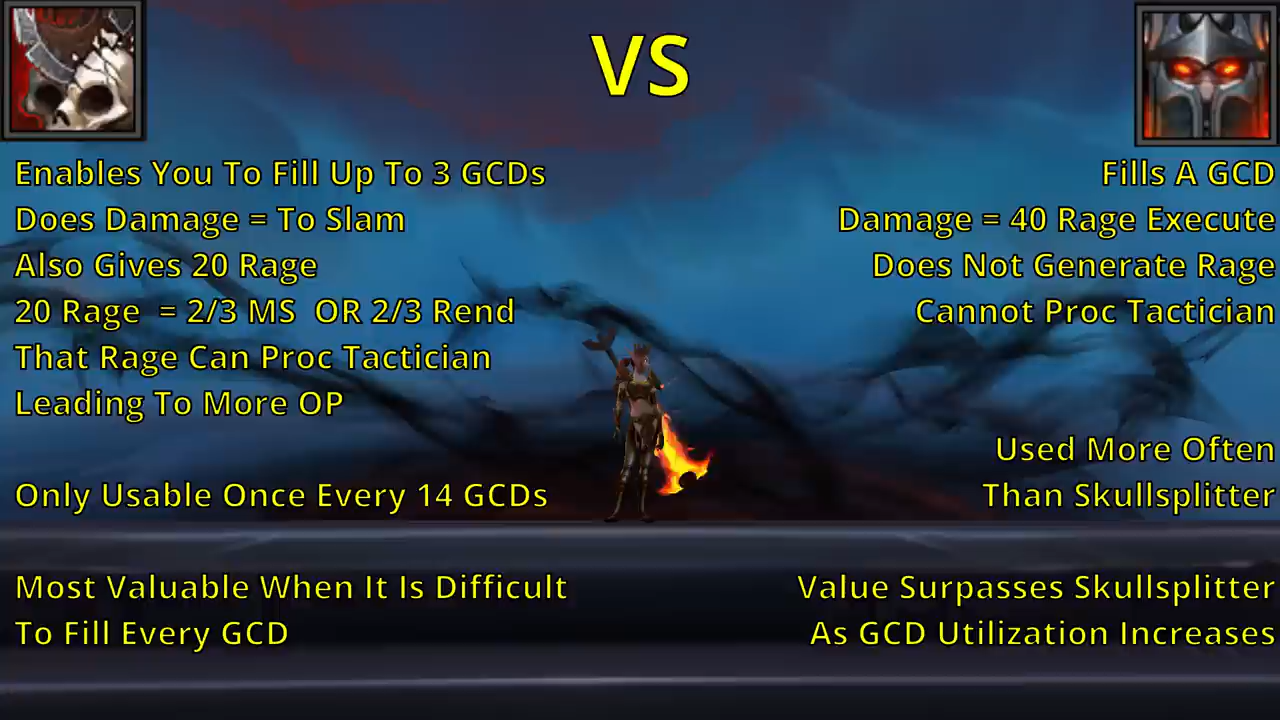 VS
Enables You To Fill Up To 3 GCDs
Does Damage = To Slam
Also Gives 20 Rage
20 Rage = 2/3 MS OR 2/3 Rend
That Rage Can Proc Tactician
Leading To More OP
Only Usable Once Every 14 GCDs
Most Valuable When It Is Difficult
To Fill Every GCD
Fills A GCD
Damage = 40 Rage Execute
Does Not Generate Rage
Cannot Proc Tactician
Used More Often
Than Skullsplitter
Value Surpasses Skullsplitter
As GCD Utilization Increases